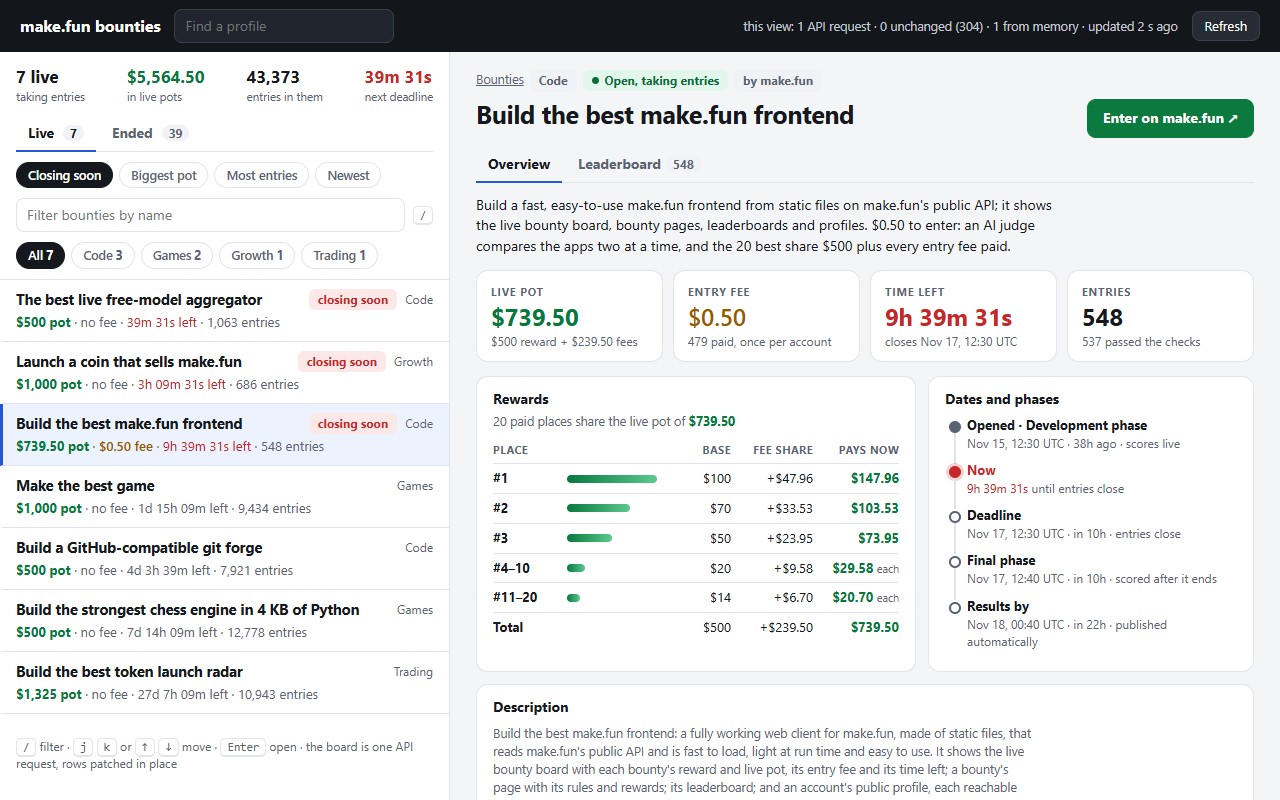 make.fun bounties
Find a profile
this view: 1 API request · 0 unchanged (304) · 1 from memory · updated 2 s ago
Refresh
7 live
taking entries
$5,564.50
in live pots
43,373
entries in them
39m 31s
next deadline
Live 7
Ended 39
Closing soon
Biggest pot
Most entries
Newest
Filter bounties by name
/
All 7
Code 3
Games 2
Growth 1
Trading 1
The best live free-model aggregator closing soon Code
$500 pot · no fee · 39m 31s left · 1,063 entries
Launch a coin that sells make.fun closing soon Growth
$1,000 pot · no fee · 3h 09m 31s left · 686 entries
Build the best make.fun frontend closing soon Code
$739.50 pot · $0.50 fee · 9h 39m 31s left · 548 entries
Make the best game Games
$1,000 pot · no fee · 1d 15h 09m left · 9,434 entries
Build a GitHub-compatible git forge Code
$500 pot · no fee · 4d 3h 39m left · 7,921 entries
Build the strongest chess engine in 4 KB of Python Games
$500 pot · no fee · 7d 14h 09m left · 12,778 entries
Build the best token launch radar Trading
$1,325 pot · no fee · 27d 7h 09m left · 10,943 entries
/ filter · j k or ↑ ↓ move · Enter open · the board is one API
request, rows patched in place
Bounties Code Open, taking entries by make.fun
Build the best make.fun frontend
Enter on make.fun ↗
Overview
Leaderboard 548
Build a fast, easy-to-use make.fun frontend from static files on make.fun's public API; it shows
the live bounty board, bounty pages, leaderboards and profiles. $0.50 to enter: an AI judge
compares the apps two at a time, and the 20 best share $500 plus every entry fee paid.
LIVE POT
$739.50
$500 reward + $239.50 fees
ENTRY FEE
$0.50
479 paid, once per account
TIME LEFT
9h 39m 31s
closes Nov 17, 12:30 UTC
ENTRIES
548
537 passed the checks
Rewards
20 paid places share the live pot of $739.50
PLACE BASE FEE SHARE PAYS NOW
#1 $100 +$47.96 $147.96
#2 $70 +$33.53 $103.53
#3 $50 +$23.95 $73.95
#4–10 $20 +$9.58 $29.58 each
#11–20 $14 +$6.70 $20.70 each
Total $500 +$239.50 $739.50
Dates and phases
Opened · Development phase
Nov 15, 12:30 UTC · 38h ago · scores live
Now
9h 39m 31s until entries close
Deadline
Nov 17, 12:30 UTC · in 10h · entries close
Final phase
Nov 17, 12:40 UTC · in 10h · scored after it ends
Results by
Nov 18, 00:40 UTC · in 22h · published
automatically
Description
Build the best make.fun frontend: a fully working web client for make.fun, made of static files, that
reads make.fun's public API and is fast to load, light at run time and easy to use. It shows the live
bounty board with each bounty's reward and live pot, its entry fee and its time left; a bounty's
page with its rules and rewards; its leaderboard; and an account's public profile, each reachable